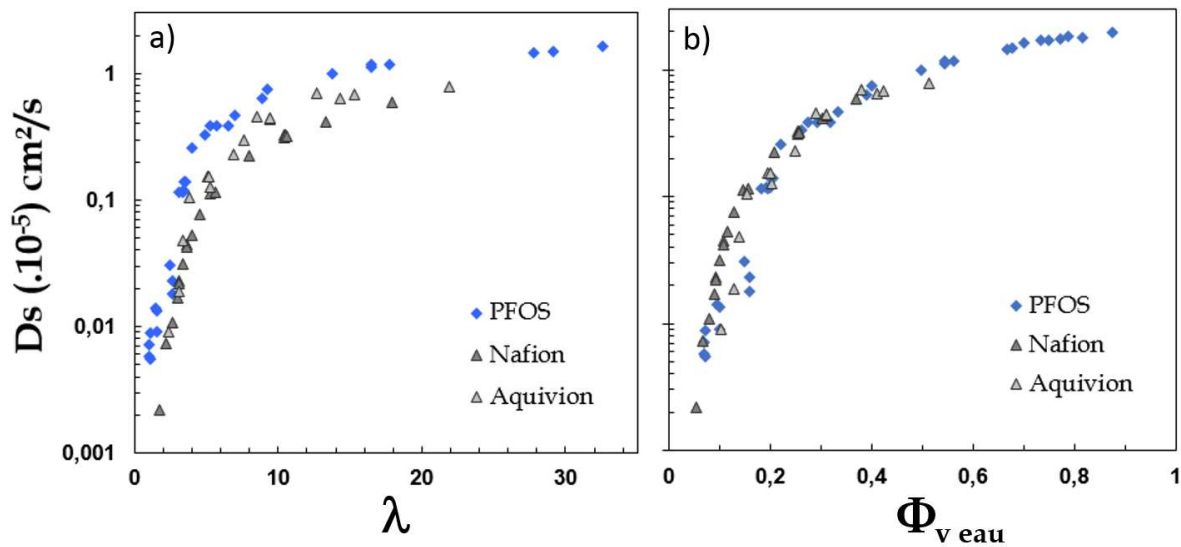 a)
b)
Ds (.10⁻⁵) cm²/s
1
0,1
0,01
0,001
PFOS
Nafion
Aquivion
PFOS
Nafion
Aquivion
0 10 20 30
0 0,2 0,4 0,6 0,8 1
λ
Φv eau